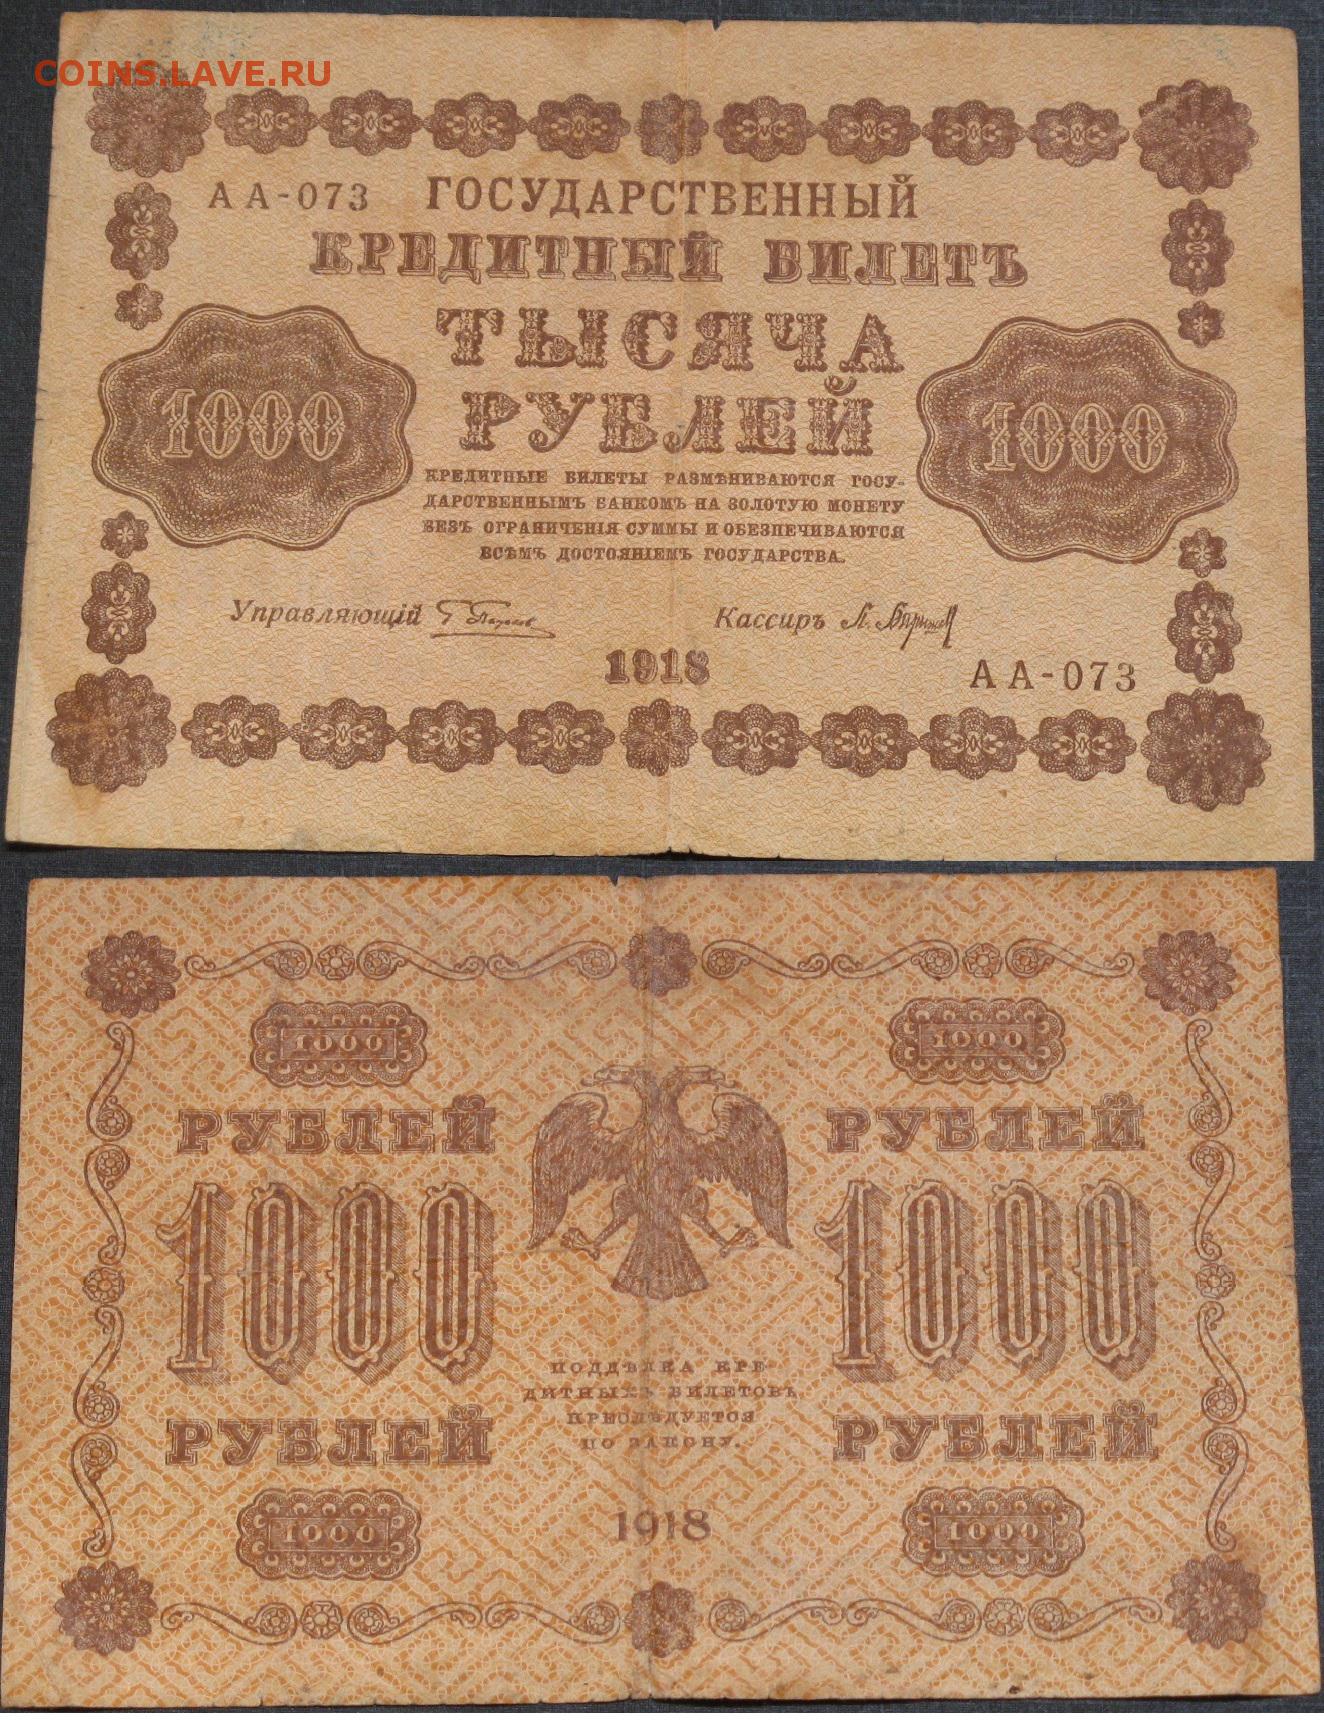 COINS.LAVE.RU
АА-073 ГОСУДАРСТВЕННЫЙ
КРЕДИТНЫЙ БИЛЕТЪ
ТЫСЯЧА
РУБЛЕЙ
1000
1000
КРЕДИТНЫЕ БИЛЕТЫ РАЗМѢНИВАЮТСЯ ГОСУ-
ДАРСТВЕННЫМЪ БАНКОМЪ НА ЗОЛОТУЮ МОНЕТУ
БЕЗЪ ОГРАНИЧЕНІЯ СУММЫ И ОБЕЗПЕЧИВАЮТСЯ
ВСѢМЪ ДОСТОЯНІЕМЪ ГОСУДАРСТВА.
Управляющій
Кассиръ
1918
АА-073
1000
1000
РУБЛЕЙ
РУБЛЕЙ
1000
1000
ПОДДѢЛКА КРЕ-
ДИТНЫХЪ БИЛЕТОВЪ
ПРЕСЛѢДУЕТСЯ
ПО ЗАКОНУ.
РУБЛЕЙ
РУБЛЕЙ
1000
1918
1000